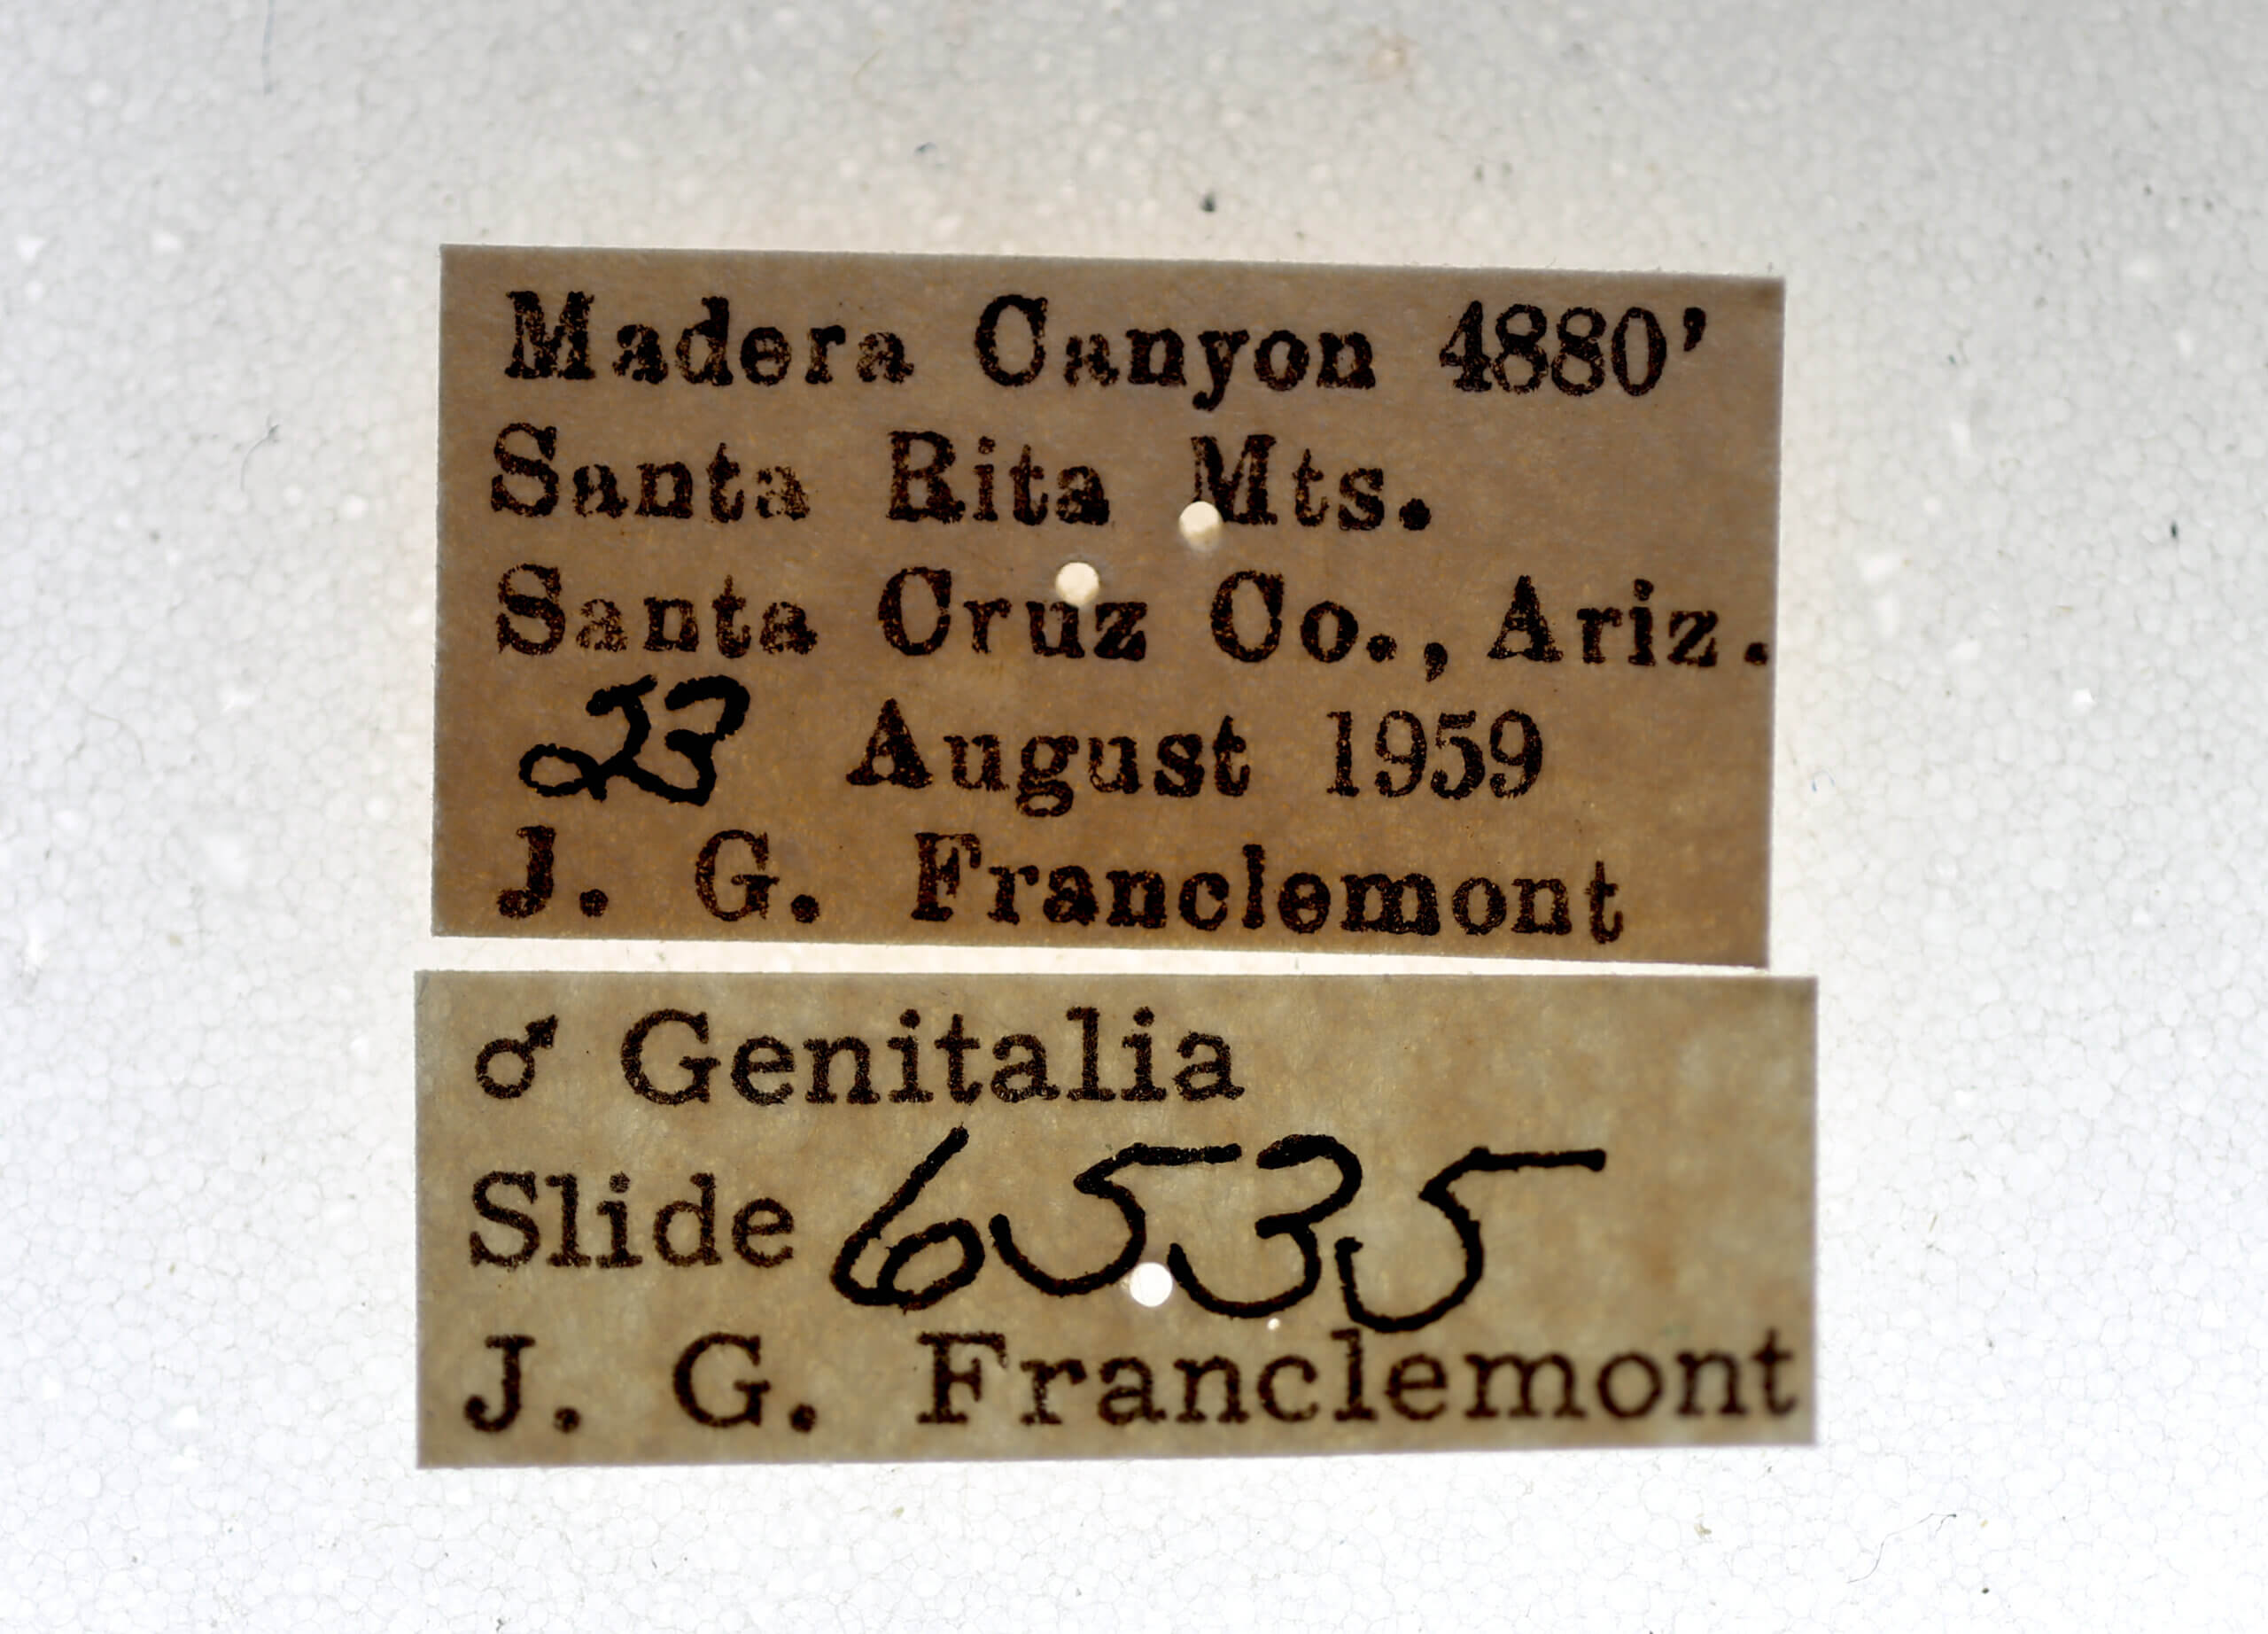 Madera Canyon 4880'
Santa Rita Mts.
Santa Cruz Co., Ariz.
23 August 1959
J. G. Franclemont
♂ Genitalia
Slide 6535
J. G. Franclemont